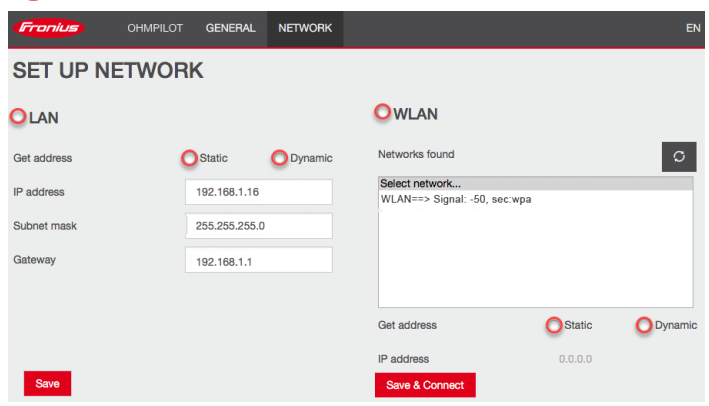 Fronius OHMPILOT GENERAL NETWORK EN
SET UP NETWORK
LAN
Get address Static Dynamic
IP address 192.168.1.16
Subnet mask 255.255.255.0
Gateway 192.168.1.1
Save
WLAN
Networks found
Select network...
WLAN==> Signal: -50, sec:wpa
Get address Static Dynamic
IP address 0.0.0.0
Save & Connect